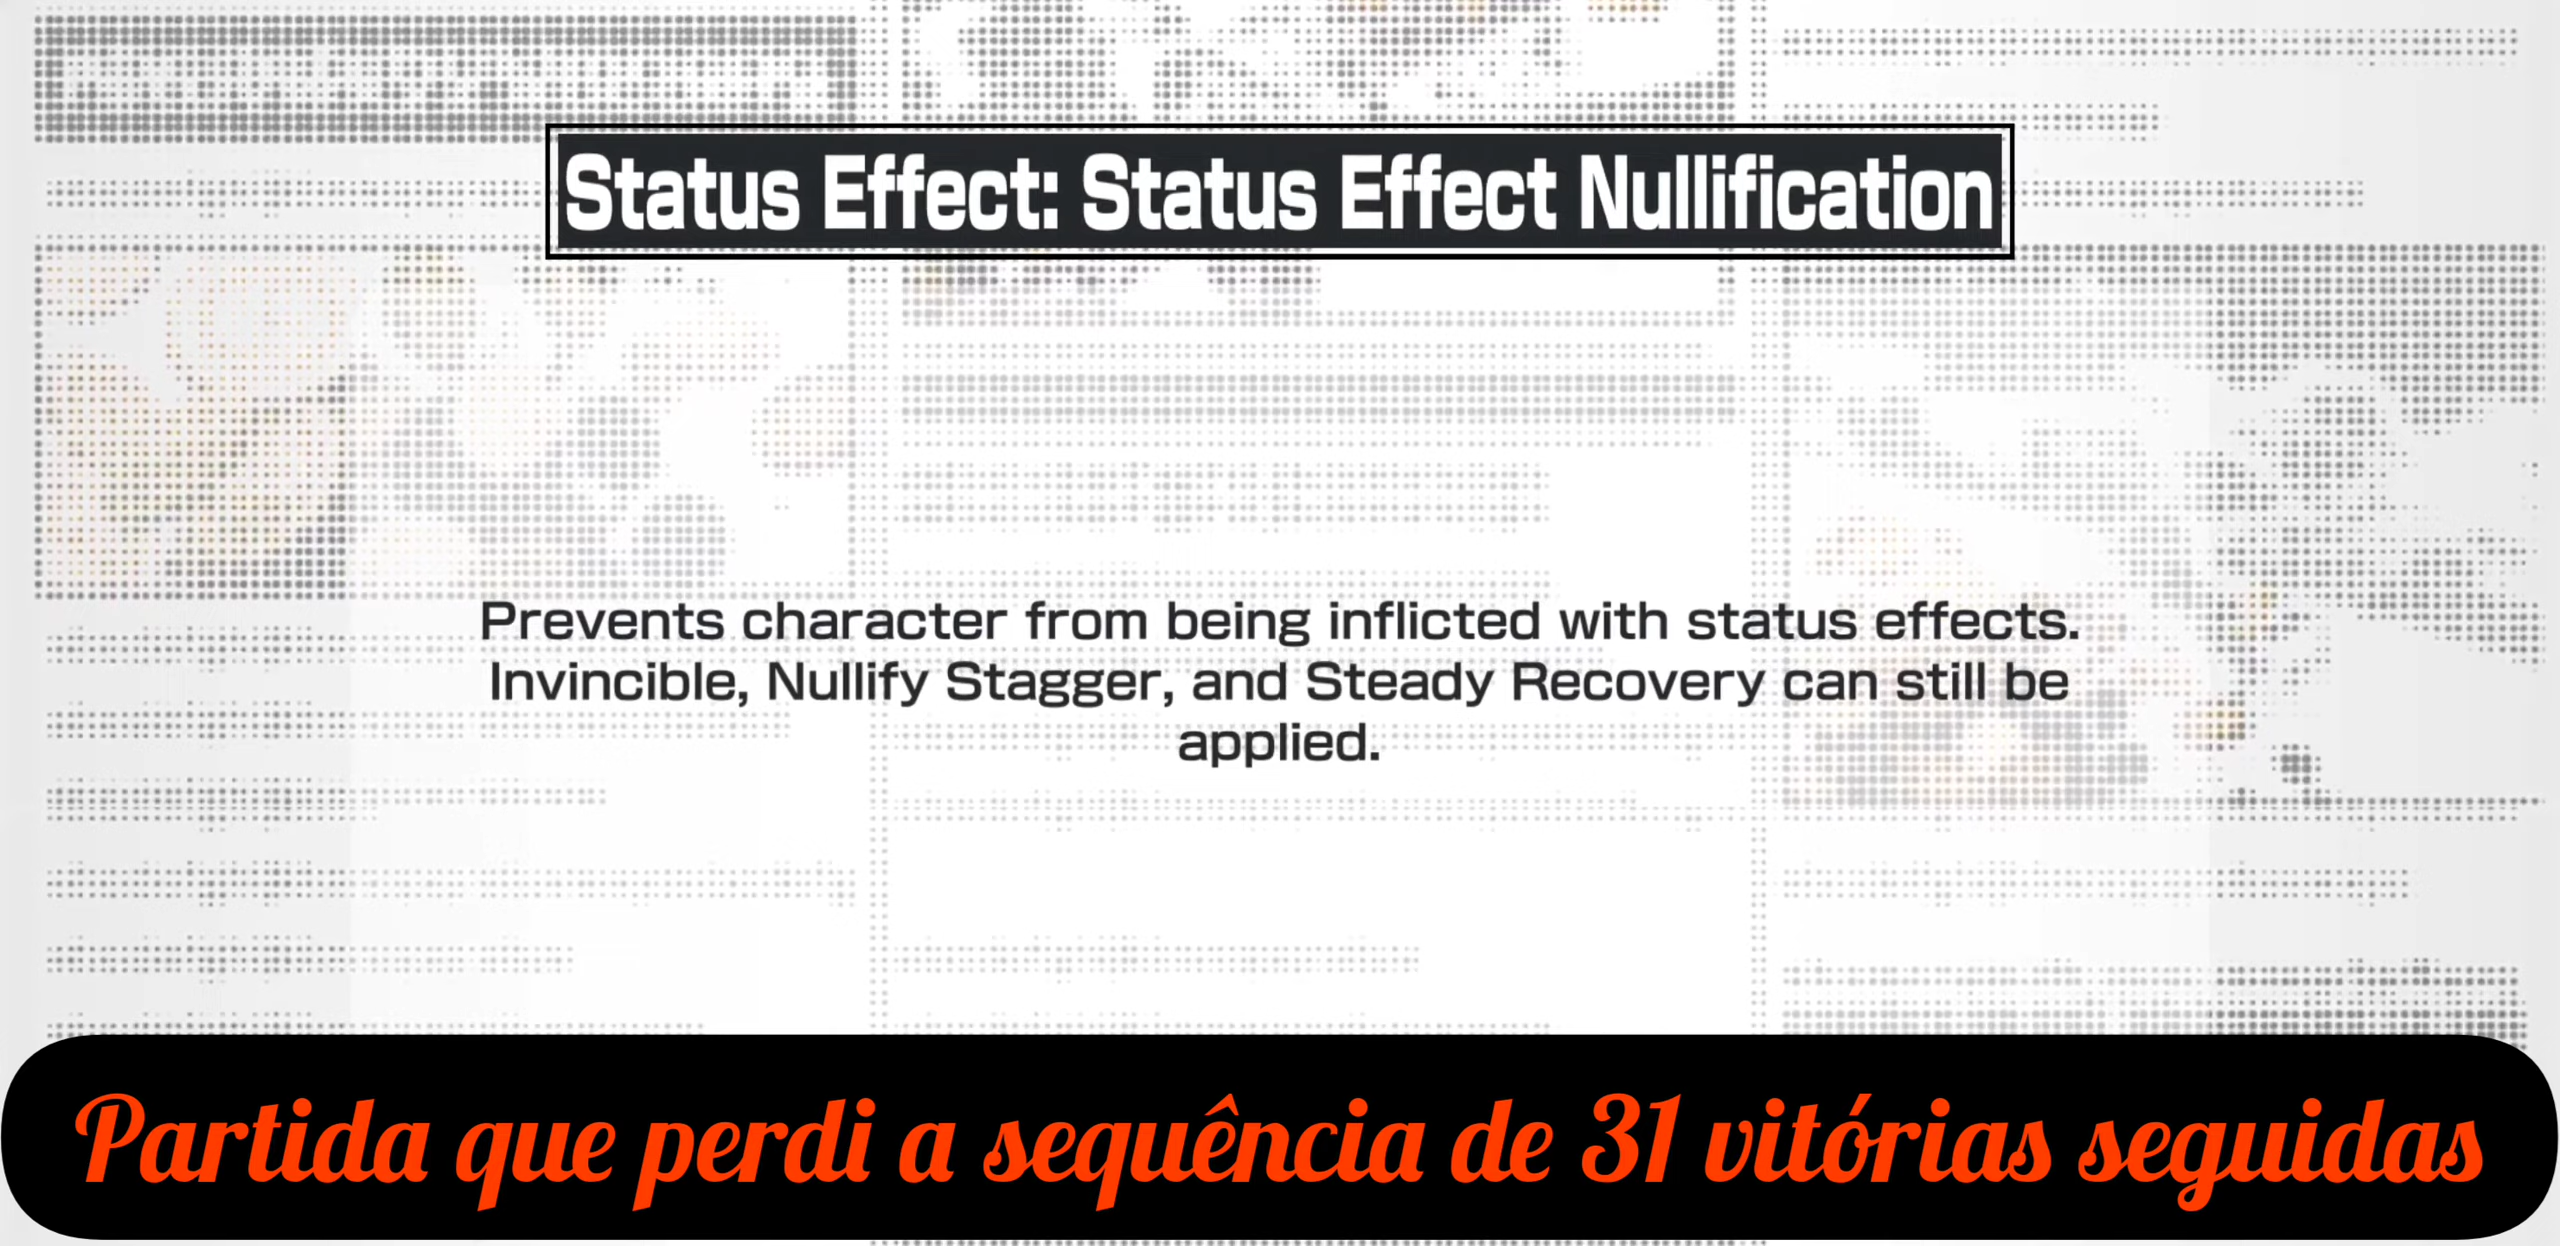 Status Effect: Status Effect Nullification
Prevents character from being inflicted with status effects.
Invincible, Nullify Stagger, and Steady Recovery can still be
applied.
Partida que perdi a sequência de 31 vitórias seguidas